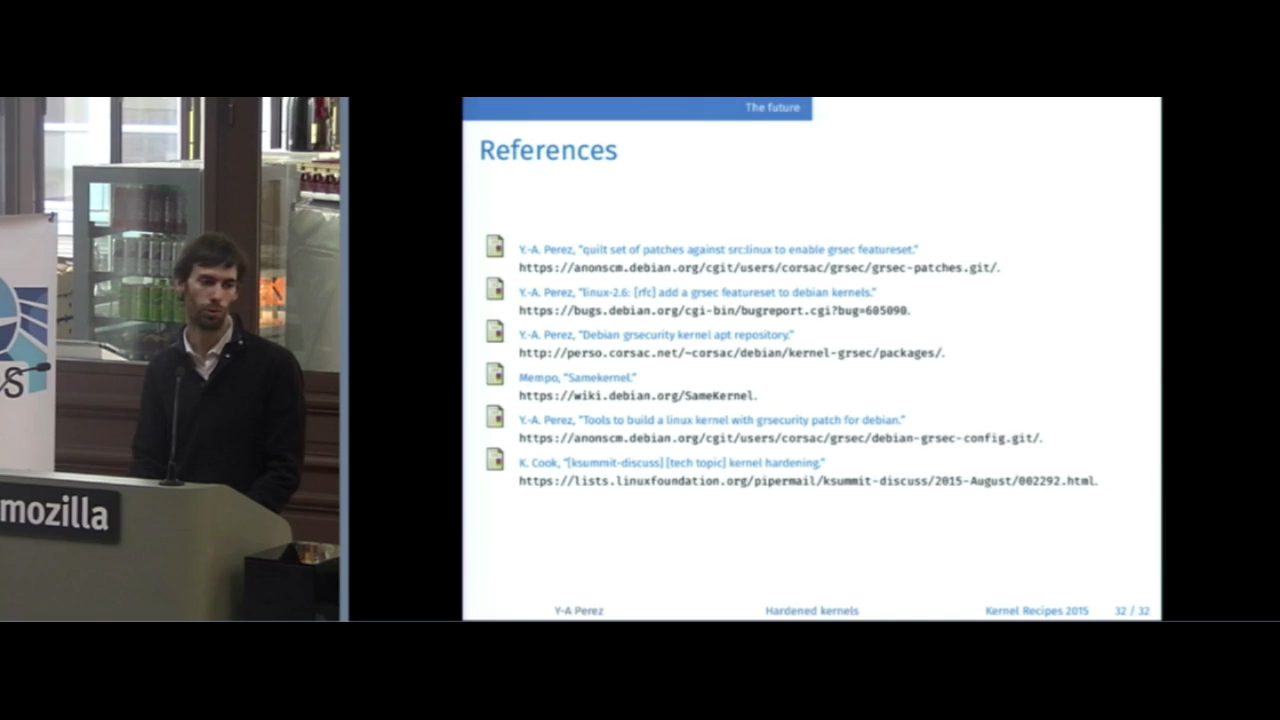 The future
References
Y.-A. Perez, "quilt set of patches against src:linux to enable grsec featureset."
https://anonscm.debian.org/cgit/users/corsac/grsec/grsec-patches.git/.
Y.-A. Perez, "linux-2.6: [rfc] add a grsec featureset to debian kernels."
https://bugs.debian.org/cgi-bin/bugreport.cgi?bug=605090.
Y.-A. Perez, "Debian grsecurity kernel apt repository."
http://perso.corsac.net/~corsac/debian/kernel-grsec/packages/.
Mempo, "Samekernel."
https://wiki.debian.org/SameKernel.
Y.-A. Perez, "Tools to build a linux kernel with grsecurity patch for debian."
https://anonscm.debian.org/cgit/users/corsac/grsec/debian-grsec-config.git/.
K. Cook, "[ksummit-discuss] [tech topic] kernel hardening."
https://lists.linuxfoundation.org/pipermail/ksummit-discuss/2015-August/002292.html.
mozilla
Y-A Perez Hardened kernels Kernel Recipes 2015 32 / 32